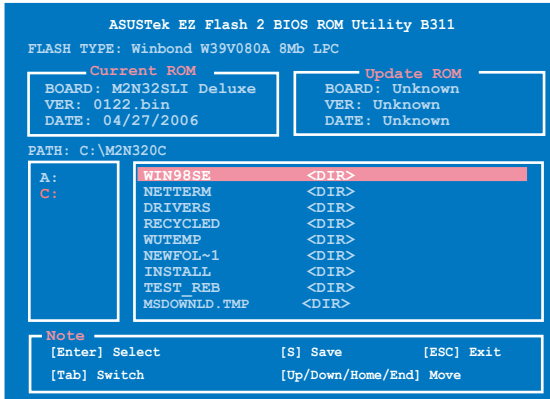 ASUSTek EZ Flash 2 BIOS ROM Utility B311
FLASH TYPE: Winbond W39V080A 8Mb LPC
Current ROM
BOARD: M2N32SLI Deluxe
VER: 0122.bin
DATE: 04/27/2006
Update ROM
BOARD: Unknown
VER: Unknown
DATE: Unknown
PATH: C:\M2N320C
A:
C:
WIN98SE <DIR>
NETTERM <DIR>
DRIVERS <DIR>
RECYCLED <DIR>
WUTEMP <DIR>
NEWFOL~1 <DIR>
INSTALL <DIR>
TEST_REB <DIR>
MSDOWNLD.TMP <DIR>
Note
[Enter] Select [S] Save [ESC] Exit
[Tab] Switch [Up/Down/Home/End] Move